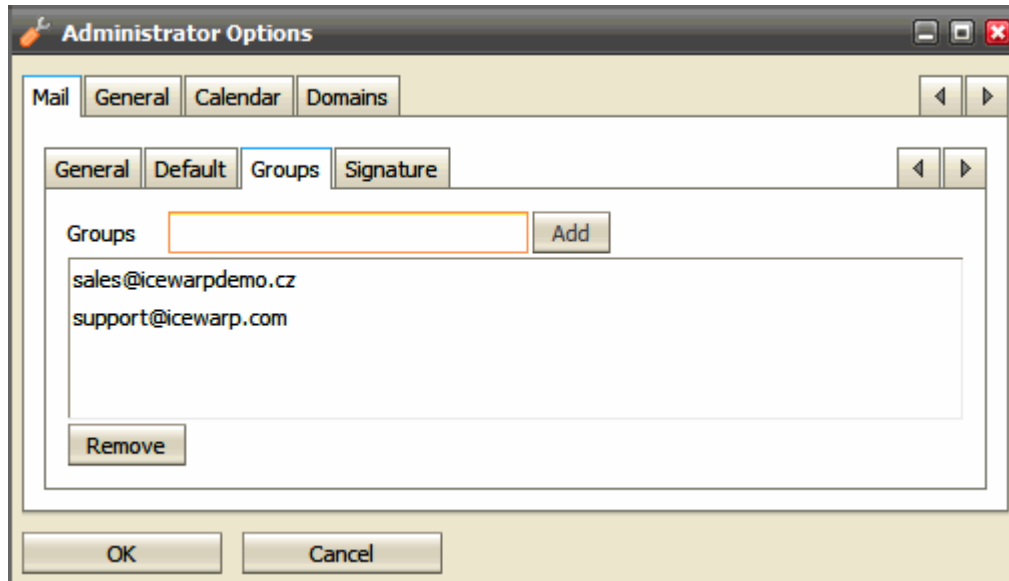 Administrator Options
Mail General Calendar Domains
General Default Groups Signature
Groups Add
sales@icewarpdemo.cz
support@icewarp.com
Remove
OK Cancel